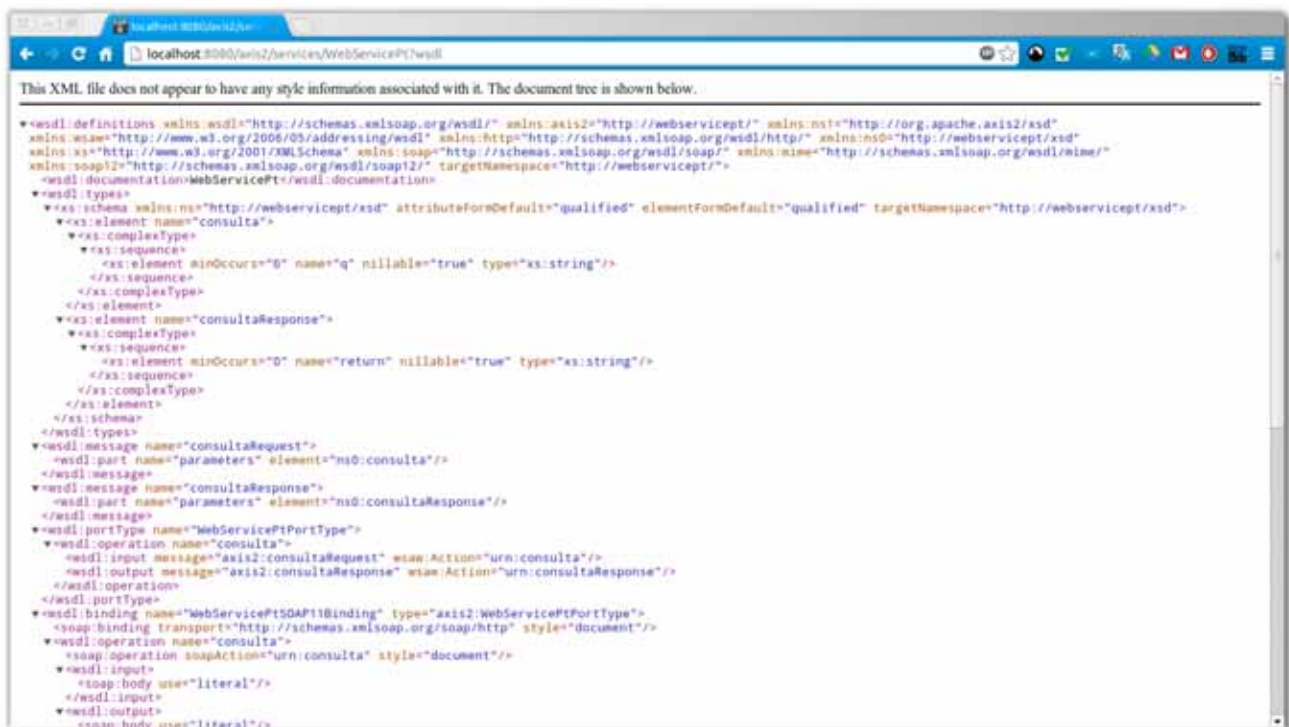 localhost:8080/axis2/ser
localhost:8080/axis2/services/WebServicePt?wsdl
This XML file does not appear to have any style information associated with it. The document tree is shown below.
▼<wsdl:definitions xmlns:wsdl="http://schemas.xmlsoap.org/wsdl/" xmlns:axis2="http://webservicept/" xmlns:ns1="http://org.apache.axis2/xsd"
xmlns:wsaw="http://www.w3.org/2006/05/addressing/wsdl" xmlns:http="http://schemas.xmlsoap.org/wsdl/http/" xmlns:ns0="http://webservicept/xsd"
xmlns:xs="http://www.w3.org/2001/XMLSchema" xmlns:soap="http://schemas.xmlsoap.org/wsdl/soap/" xmlns:mime="http://schemas.xmlsoap.org/wsdl/mime/"
xmlns:soap12="http://schemas.xmlsoap.org/wsdl/soap12/" targetNamespace="http://webservicept/">
<wsdl:documentation>WebServicePt</wsdl:documentation>
▼<wsdl:types>
▼<xs:schema xmlns:ns="http://webservicept/xsd" attributeFormDefault="qualified" elementFormDefault="qualified" targetNamespace="http://webservicept/xsd">
▼<xs:element name="consulta">
▼<xs:complexType>
▼<xs:sequence>
<xs:element minOccurs="0" name="q" nillable="true" type="xs:string"/>
</xs:sequence>
</xs:complexType>
</xs:element>
▼<xs:element name="consultaResponse">
▼<xs:complexType>
▼<xs:sequence>
<xs:element minOccurs="0" name="return" nillable="true" type="xs:string"/>
</xs:sequence>
</xs:complexType>
</xs:element>
</xs:schema>
</wsdl:types>
▼<wsdl:message name="consultaRequest">
<wsdl:part name="parameters" element="ns0:consulta"/>
</wsdl:message>
▼<wsdl:message name="consultaResponse">
<wsdl:part name="parameters" element="ns0:consultaResponse"/>
</wsdl:message>
▼<wsdl:portType name="WebServicePtPortType">
▼<wsdl:operation name="consulta">
<wsdl:input message="axis2:consultaRequest" wsaw:Action="urn:consulta"/>
<wsdl:output message="axis2:consultaResponse" wsaw:Action="urn:consultaResponse"/>
</wsdl:operation>
</wsdl:portType>
▼<wsdl:binding name="WebServicePtSOAP11Binding" type="axis2:WebServicePtPortType">
<soap:binding transport="http://schemas.xmlsoap.org/soap/http" style="document"/>
▼<wsdl:operation name="consulta">
<soap:operation soapAction="urn:consulta" style="document"/>
▼<wsdl:input>
<soap:body use="literal"/>
</wsdl:input>
▼<wsdl:output>
<soap:body use="literal"/>